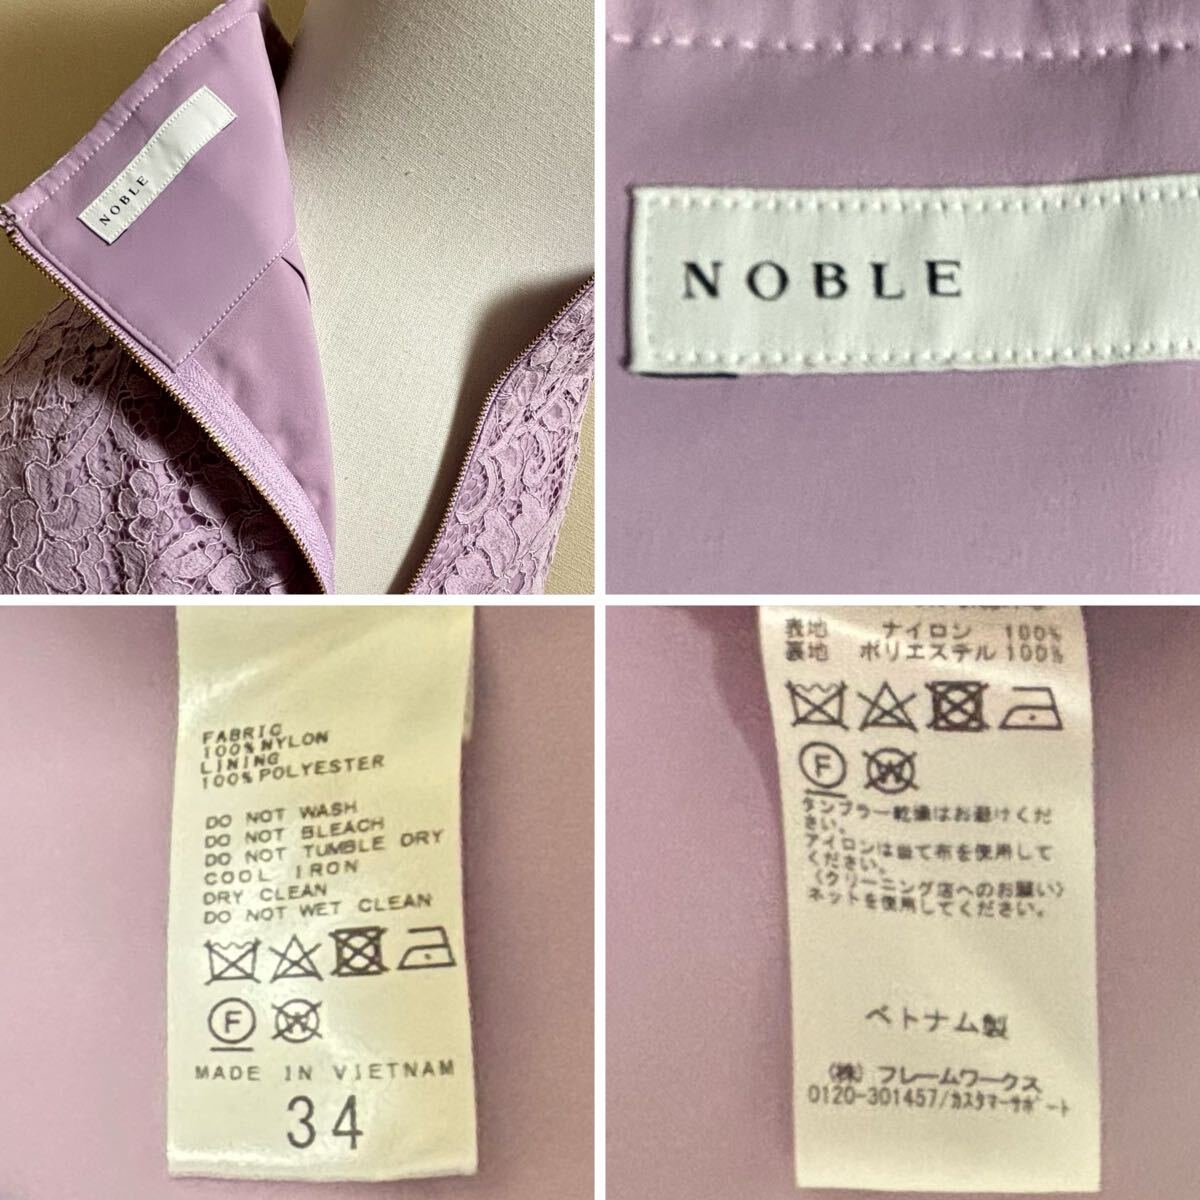 NOBLE
NOBLE
FABRIC
100% NYLON
LINING
100% POLYESTER
DO NOT WASH
DO NOT BLEACH
DO NOT TUMBLE DRY
COOL IRON
DRY CLEAN
DO NOT WET CLEAN
F W
MADE IN VIETNAM
34
表地 ナイロン 100%
裏地 ポリエステル 100%
F W
タンブラー乾燥はお避けくだ
さい。
アイロンは当て布を使用して
ください。
〈クリーニング店へのお願い〉
ネットを使用してください。
ベトナム製
(株) フレームワークス
0120-301457/カスタマーサポート